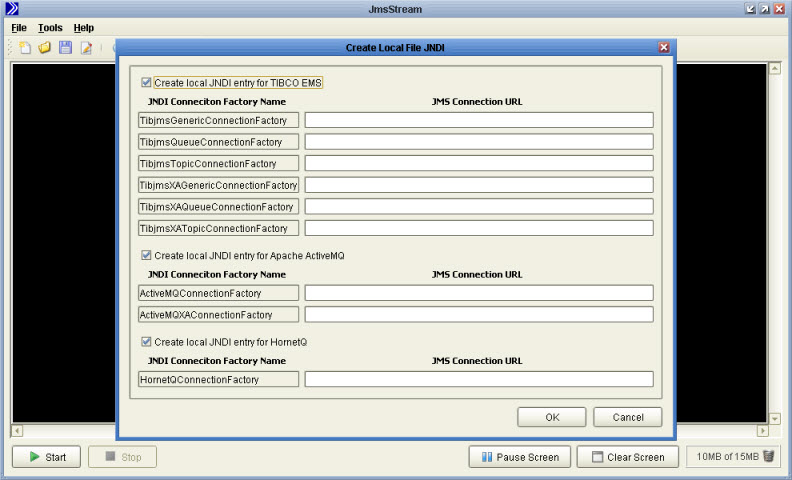 JmsStream
File Tools Help
Create Local File JNDI
Create local JNDI entry for TIBCO EMS
JNDI Conneciton Factory Name JMS Connection URL
TibjmsGenericConnectionFactory
TibjmsQueueConnectionFactory
TibjmsTopicConnectionFactory
TibjmsXAGenericConnectionFactory
TibjmsXAQueueConnectionFactory
TibjmsXATopicConnectionFactory
Create local JNDI entry for Apache ActiveMQ
JNDI Conneciton Factory Name JMS Connection URL
ActiveMQConnectionFactory
ActiveMQXAConnectionFactory
Create local JNDI entry for HornetQ
JNDI Conneciton Factory Name JMS Connection URL
HornetQConnectionFactory
OK Cancel
Start Stop Pause Screen Clear Screen 10MB of 15MB